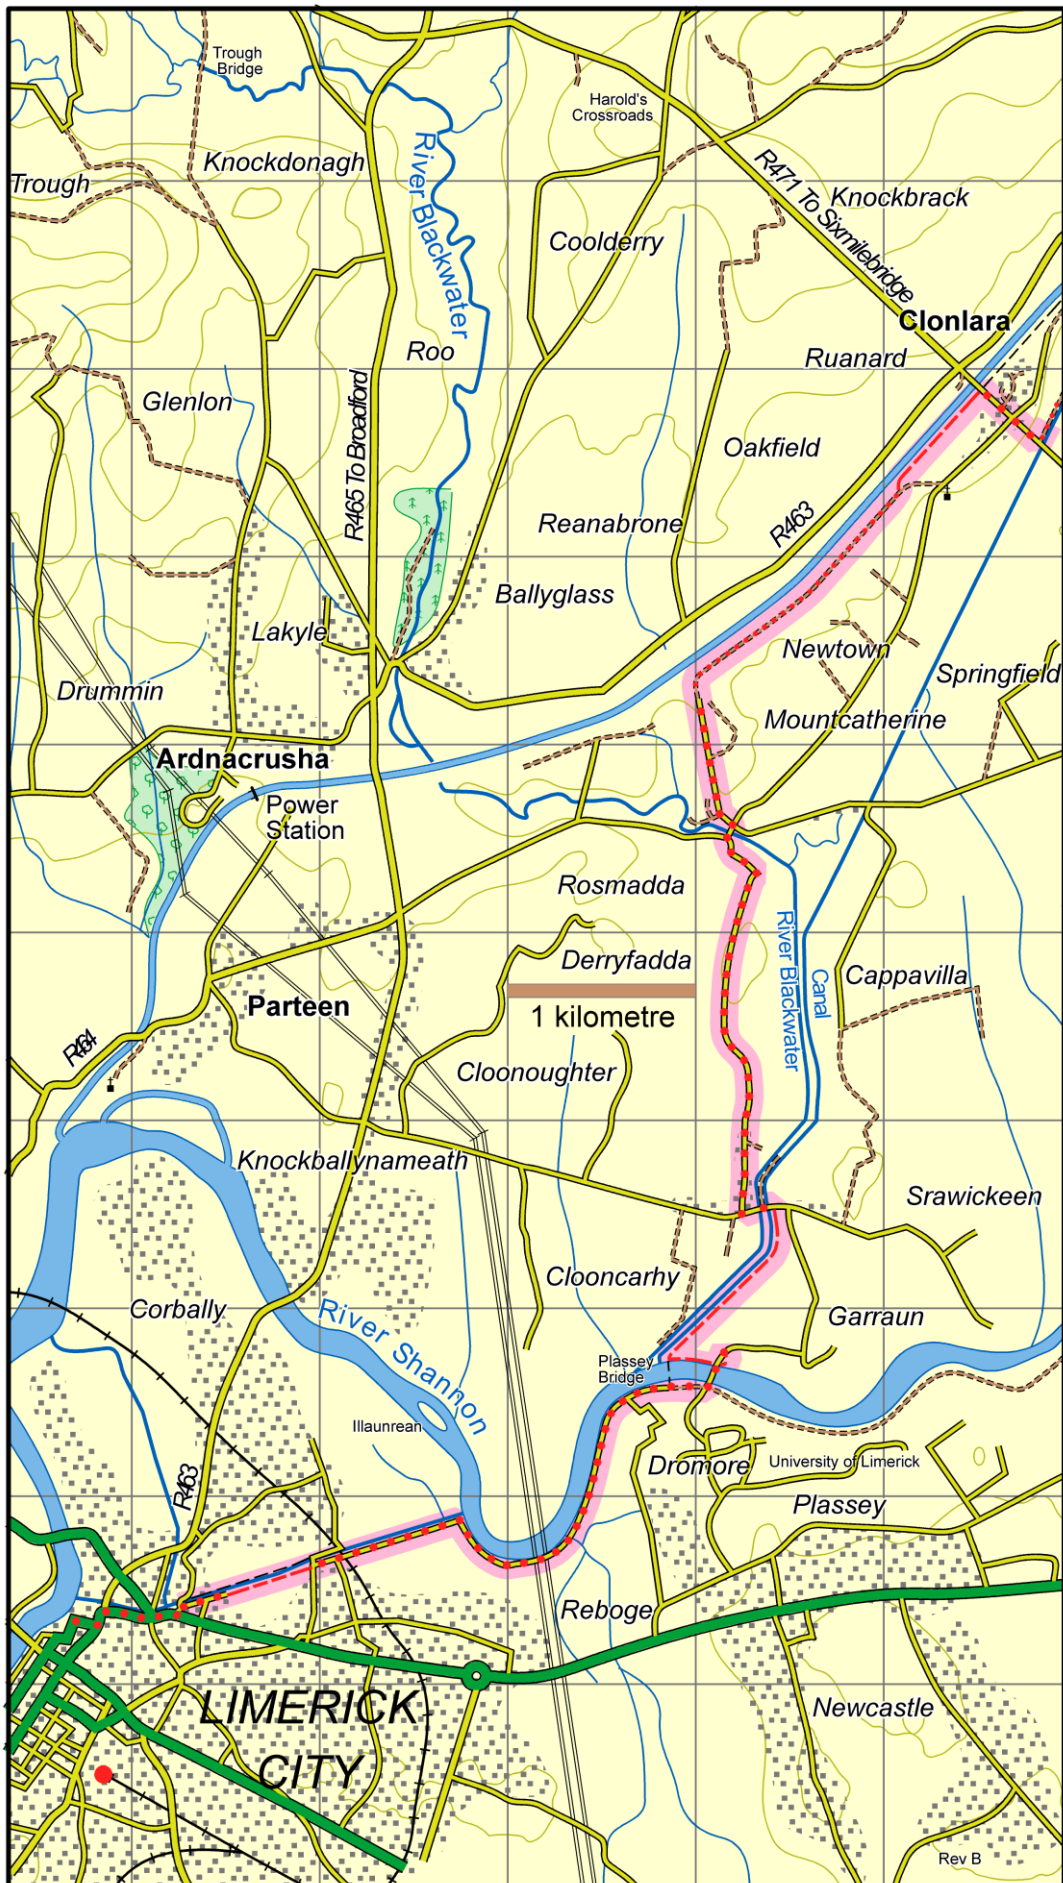 Trough
Bridge
Harold's
Crossroads
Knockdonagh
Trough
River Blackwater
R471 To Sixmilebridge
Knockbrack
Coolderry
Clonlara
Roo
Ruanard
Glenlon
R465 To Broadford
Oakfield
Reanabrone
R463
Ballyglass
Lakyle
Newtown
Springfield
Drummin
Mountcatherine
Ardnacrusha
Power
Station
Rosmadda
River Blackwater
Canal
Derryfadda
Cappavilla
Parteen
1 kilometre
R464
Cloonoughter
Knockballynameath
Srawickeen
Clooncarhy
Corbally
River Shannon
Garraun
Plassey
Bridge
Illaunrean
Dromore
University of Limerick
R463
Plassey
Reboge
LIMERICK
CITY
Newcastle
Rev B